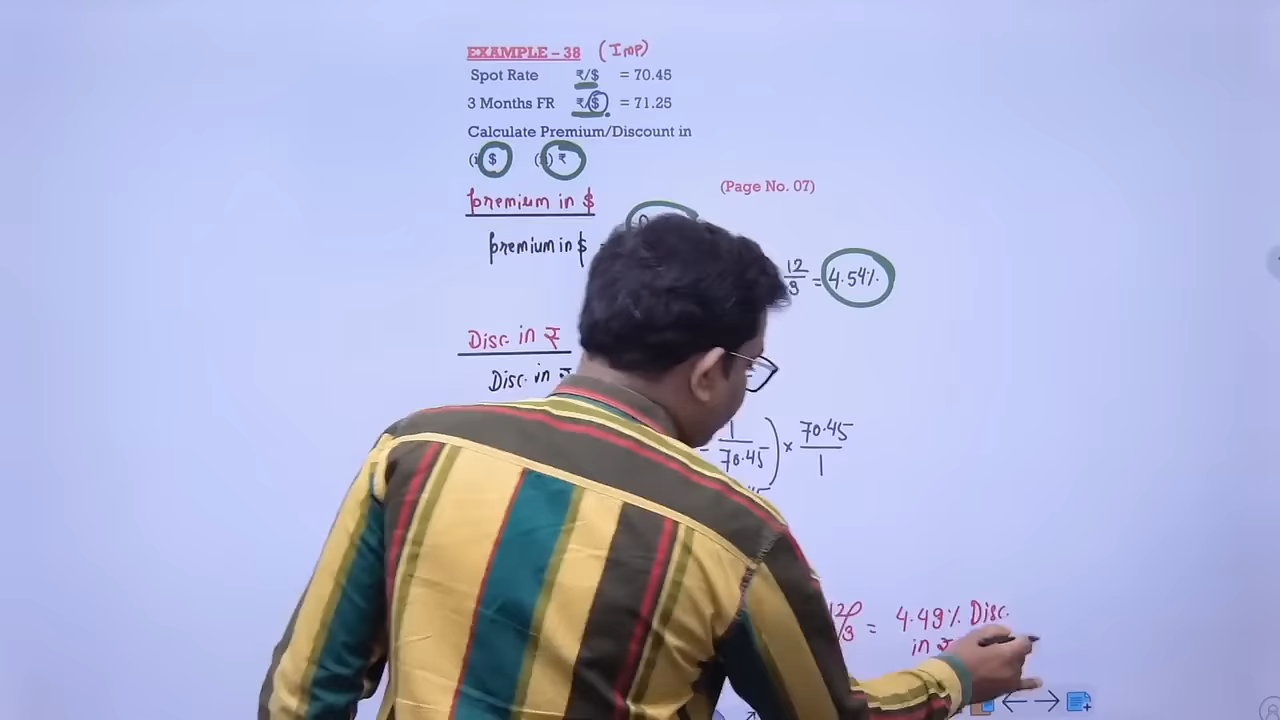 EXAMPLE – 38 (Imp)
Spot Rate ₹/$ = 70.45
3 Months FR ₹/$ = 71.25
Calculate Premium/Discount in
$ ₹
(Page No. 07)
premium in $
premium in $
12/3 = 4.54%
Disc. in ₹
Disc. in ₹
- 1/70.45) × 70.45/1
12/3 = 4.49% Disc.
in ₹